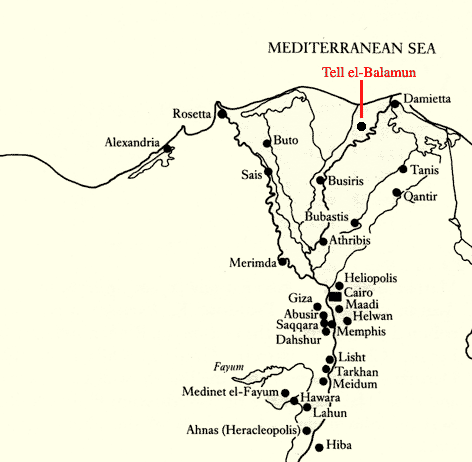 MEDITERRANEAN SEA
Tell el-Balamun
Damietta
Rosetta
Alexandria
Buto
Tanis
Sais
Busiris
Qantir
Bubastis
Athribis
Merimda
Heliopolis
Cairo
Giza
Maadi
Abusir
Helwan
Saqqara
Memphis
Dahshur
Lisht
Fayum
Tarkhan
Meidum
Medinet el-Fayum
Hawara
Lahun
Ahnas (Heracleopolis)
Hiba